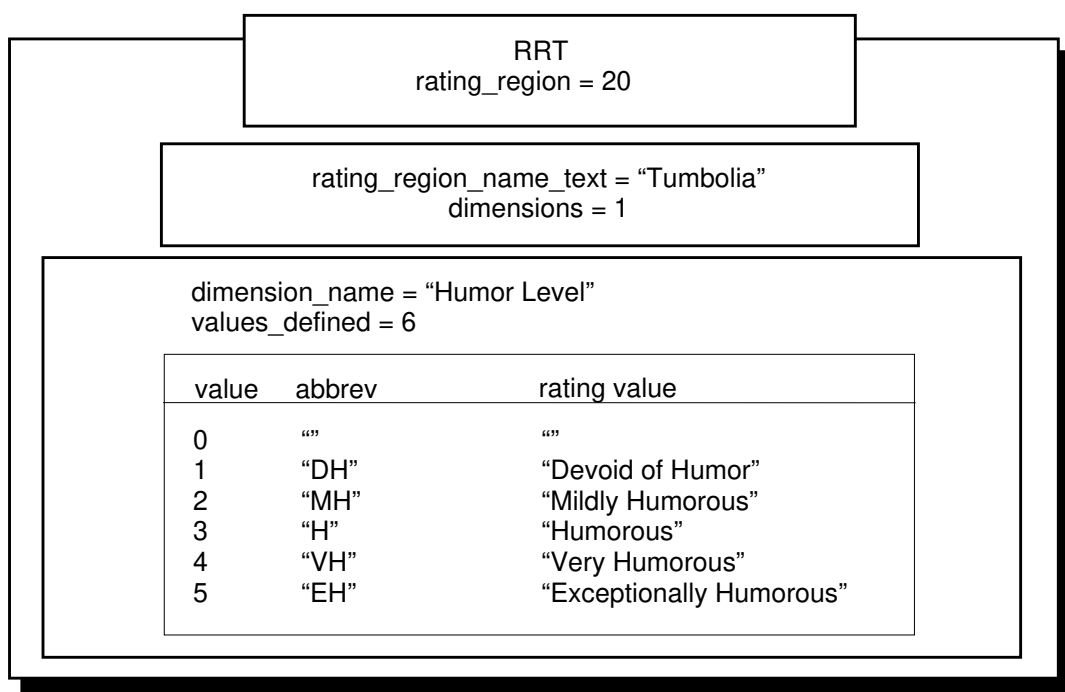 RRT
rating_region = 20
rating_region_name_text = “Tumbolia”
dimensions = 1
dimension_name = “Humor Level”
values_defined = 6
value abbrev rating value
0 “” “”
1 “DH” “Devoid of Humor”
2 “MH” “Mildly Humorous”
3 “H” “Humorous”
4 “VH” “Very Humorous”
5 “EH” “Exceptionally Humorous”